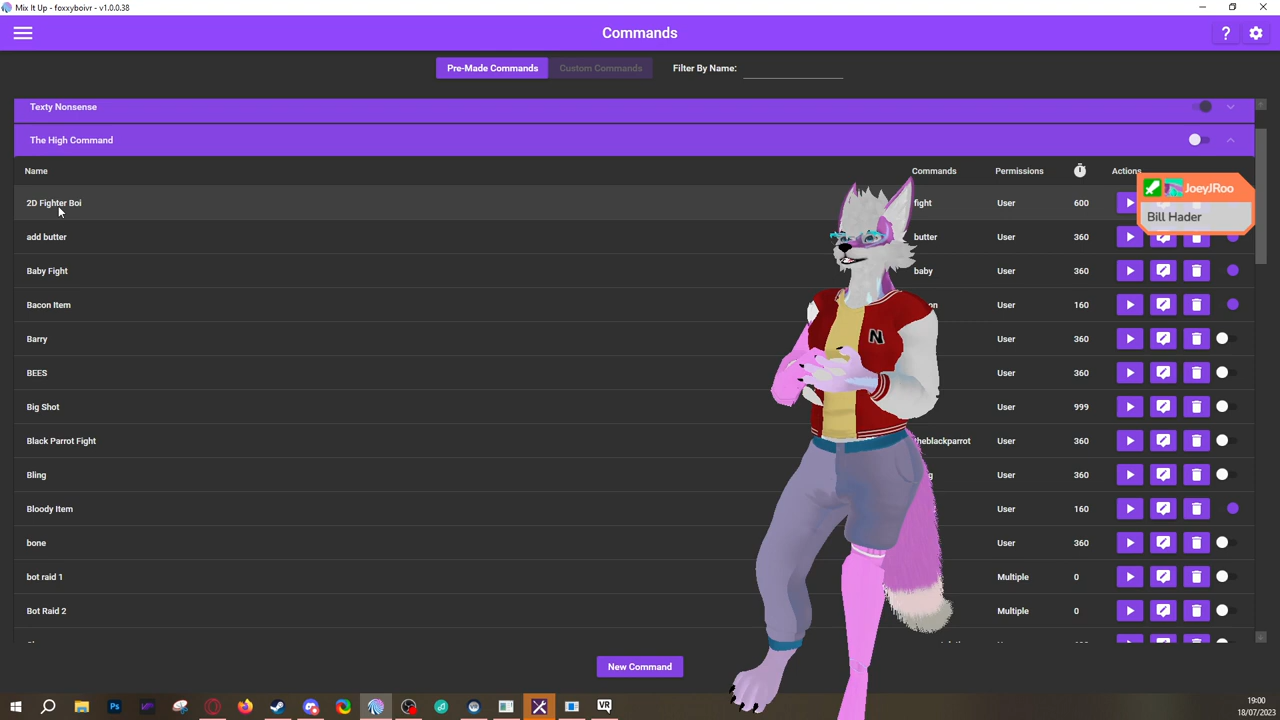 Mix It Up - foxxyboivr - v1.0.0.38
Commands
?
Pre-Made Commands Custom Commands Filter By Name:
Texty Nonsense
The High Command
Name Commands Permissions Actions
JoeyJRoo
Bill Hader
2D Fighter Boi fight User 600
add butter butter User 360
Baby Fight baby User 360
Bacon Item User 160
Barry User 360
BEES User 360
Big Shot User 999
N
Black Parrot Fight theblackparrot User 360
Bling User 360
Bloody Item User 160
bone User 360
bot raid 1 Multiple 0
Bot Raid 2 Multiple 0
New Command
Ps
VR
19:00
18/07/2023